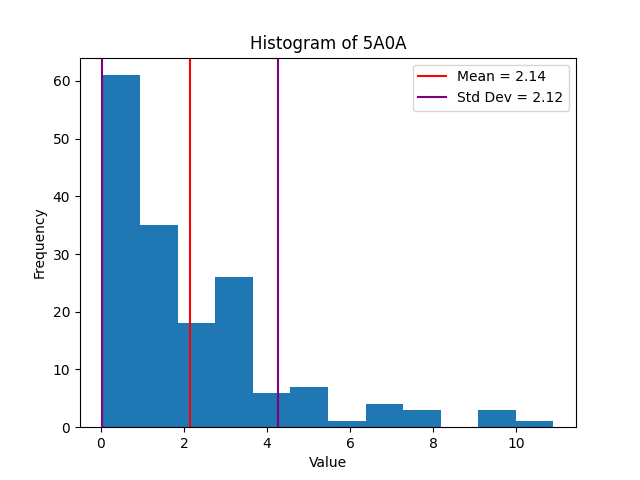 Histogram of 5A0A
Mean = 2.14
Std Dev = 2.12
60
50
40
30
20
10
0
Frequency
0 2 4 6 8 10
Value